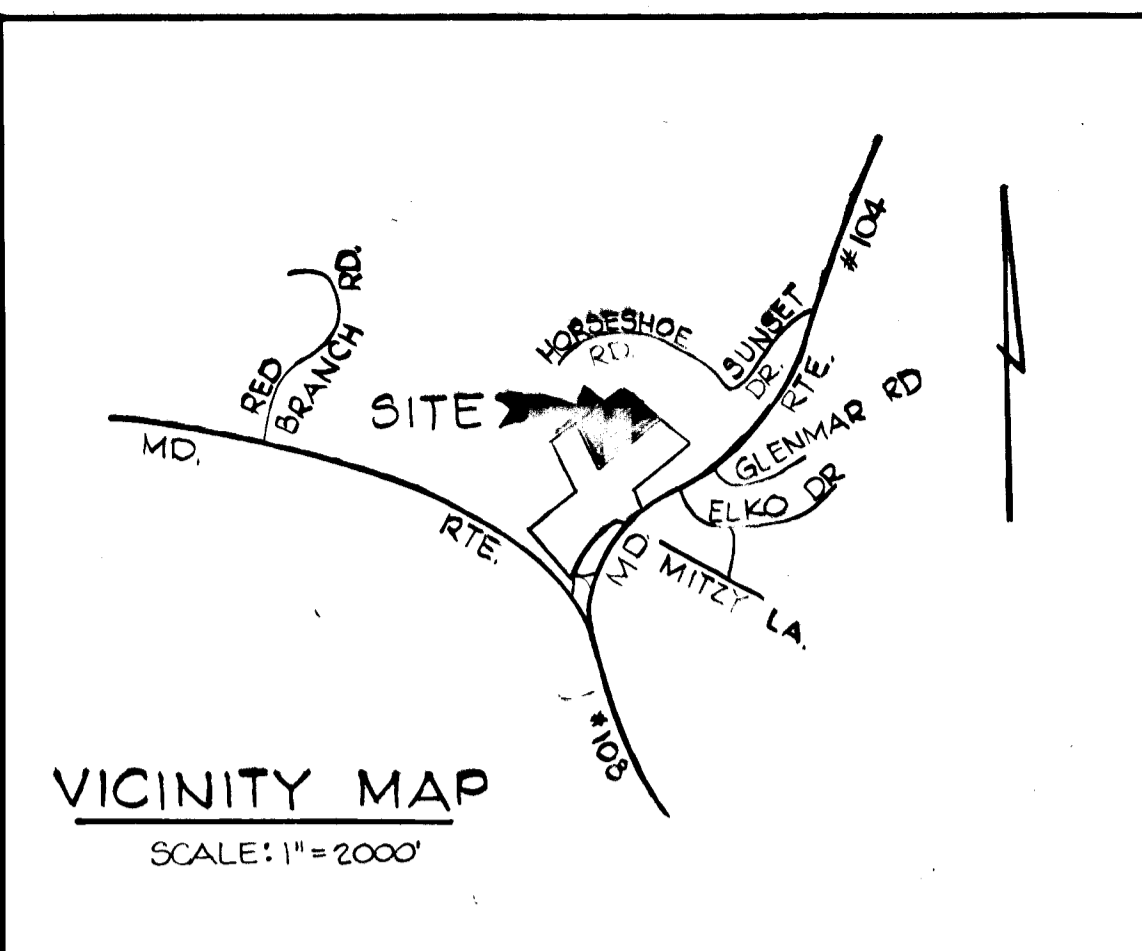 #104
RED BRANCH RD.
HORSESHOE RD.
SUNSET DR.
SITE
MD. RTE. #108
MD. RTE.
GLENMAR RD
ELKO DR
MITZY LA.
VICINITY MAP
SCALE: 1" = 2000'